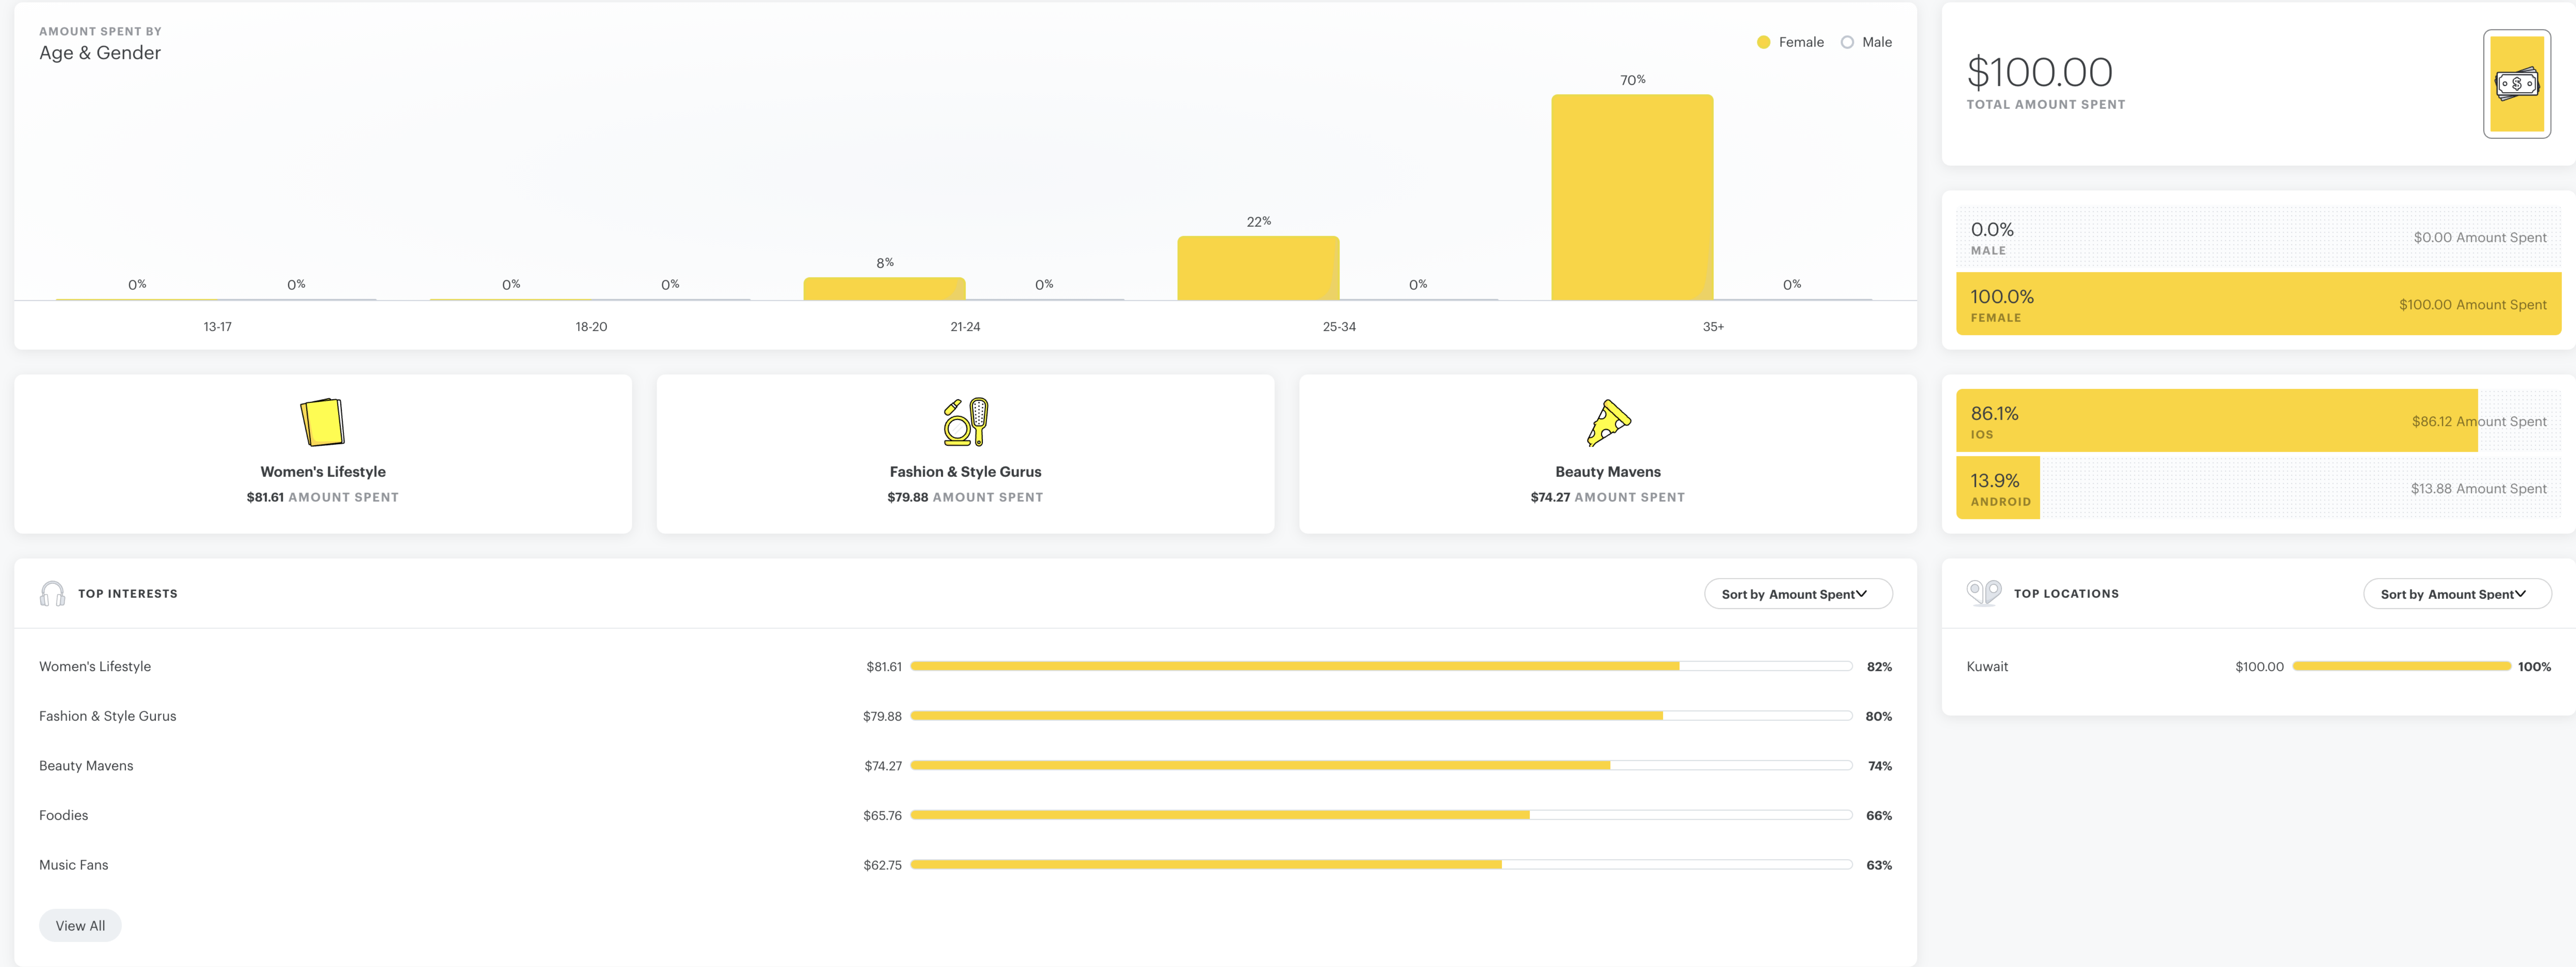 AMOUNT SPENT BY
Age & Gender
Female
Male
70%
22%
8%
0%
0%
0%
0%
0%
0%
0%
13-17
18-20
21-24
25-34
35+
$100.00
TOTAL AMOUNT SPENT
$
0.0%
MALE
$0.00 Amount Spent
100.0%
FEMALE
$100.00 Amount Spent
Women's Lifestyle
$81.61 AMOUNT SPENT
Fashion & Style Gurus
$79.88 AMOUNT SPENT
Beauty Mavens
$74.27 AMOUNT SPENT
86.1%
IOS
$86.12 Amount Spent
13.9%
ANDROID
$13.88 Amount Spent
TOP INTERESTS
Sort by Amount Spent
Women's Lifestyle $81.61 82%
Fashion & Style Gurus $79.88 80%
Beauty Mavens $74.27 74%
Foodies $65.76 66%
Music Fans $62.75 63%
View All
TOP LOCATIONS
Sort by Amount Spent
Kuwait $100.00 100%